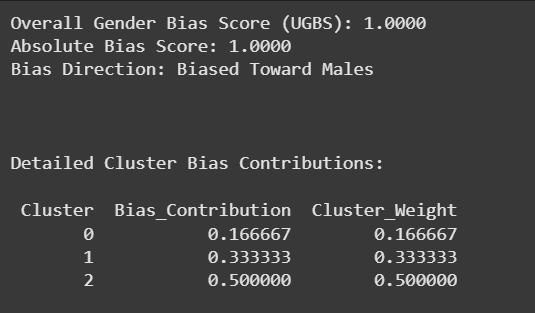 Overall Gender Bias Score (UGBS): 1.0000
Absolute Bias Score: 1.0000
Bias Direction: Biased Toward Males
Detailed Cluster Bias Contributions:
Cluster Bias_Contribution Cluster_Weight
0 0.166667 0.166667
1 0.333333 0.333333
2 0.500000 0.500000